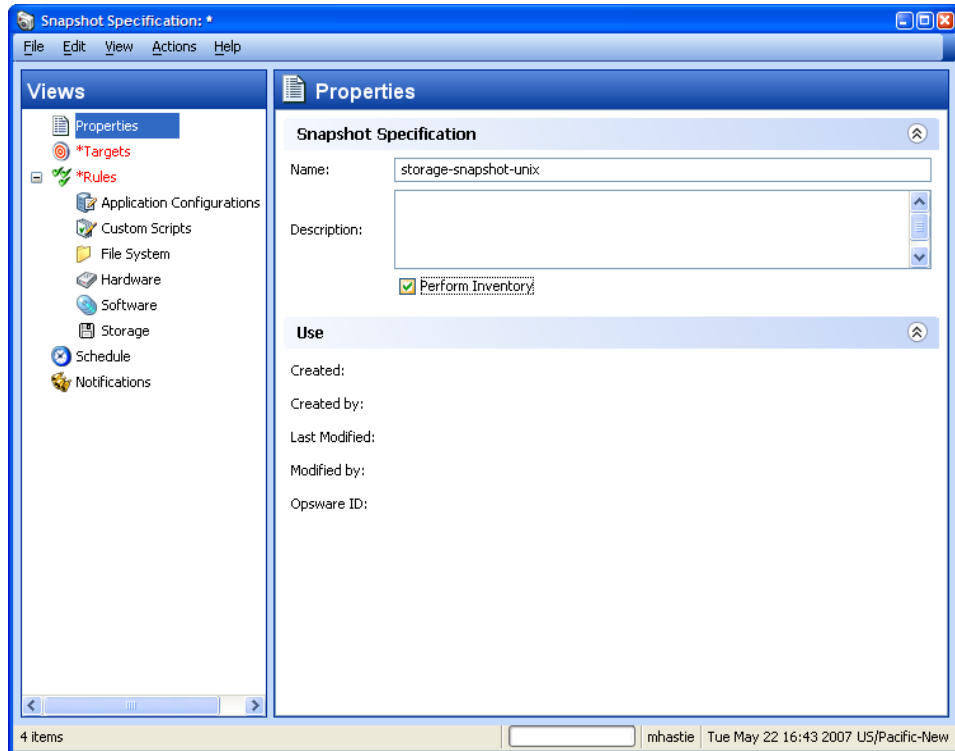 Snapshot Specification: *
File Edit View Actions Help
Views
Properties
*Targets
*Rules
Application Configurations
Custom Scripts
File System
Hardware
Software
Storage
Schedule
Notifications
Properties
Snapshot Specification
Name: storage-snapshot-unix
Description:
Perform Inventory
Use
Created:
Created by:
Last Modified:
Modified by:
Opsware ID:
4 items mhastie Tue May 22 16:43 2007 US/Pacific-New